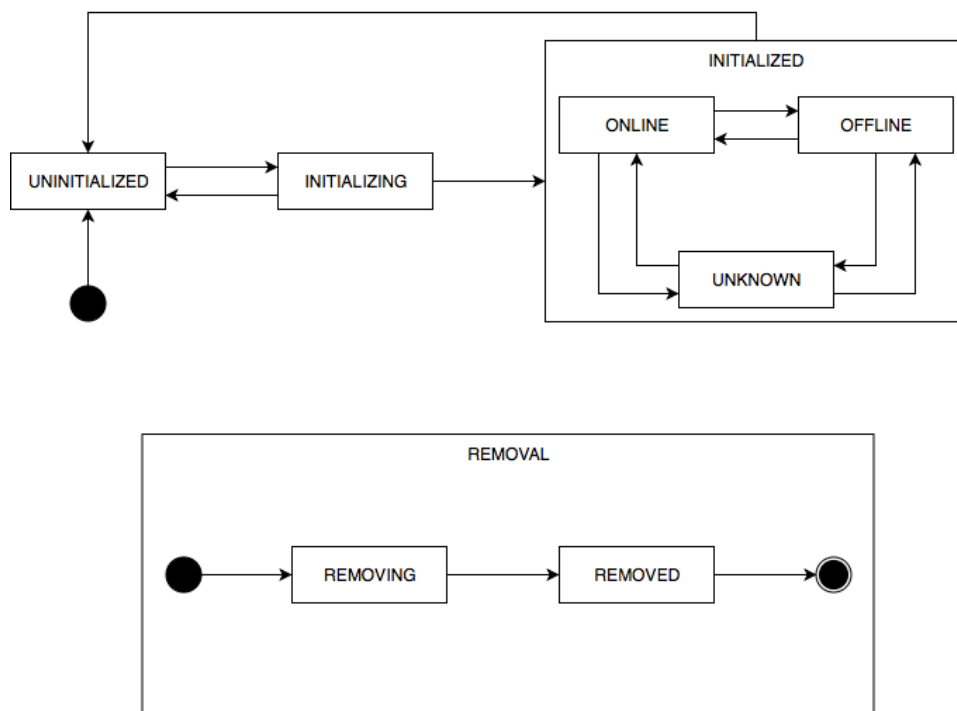 INITIALIZED
ONLINE
OFFLINE
UNINITIALIZED
INITIALIZING
UNKNOWN
REMOVAL
REMOVING
REMOVED